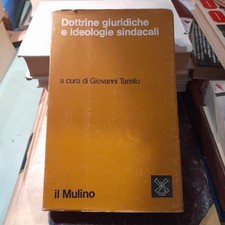 Dottrine giuridiche
e ideologie sindacali
a cura di Giovanni Tarello
il Mulino